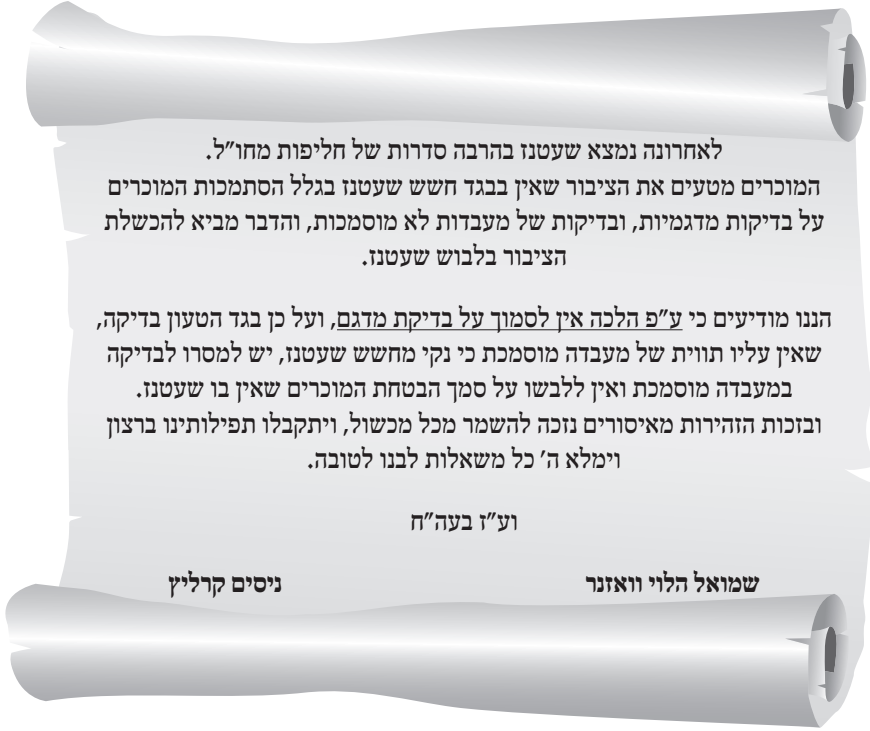 לאחרונה נמצא שעטנז בהרבה סדרות של חליפות מחו״ל.
המוכרים מטעים את הציבור שאין בבגד חשש שעטנז בגלל הסתמכות המוכרים
על בדיקות מדגמיות, ובדיקות של מעבדות לא מוסמכות, והדבר מביא להכשלת
הציבור בלבוש שעטנז.
הננו מודיעים כי ע״פ הלכה אין לסמוך על בדיקת מדגם, ועל כן בגד הטעון בדיקה,
שאין עליו תווית של מעבדה מוסמכת כי נקי מחשש שעטנז, יש למסרו לבדיקה
במעבדה מוסמכת ואין ללבשו על סמך הבטחת המוכרים שאין בו שעטנז.
ובזכות הזהירות מאיסורים נזכה להשמר מכל מכשול, ויתקבלו תפילותינו ברצון
וימלא ה׳ כל משאלות לבנו לטובה.
וע״ז בעה״ח
שמואל הלוי וואזנר ניסים קרליץ